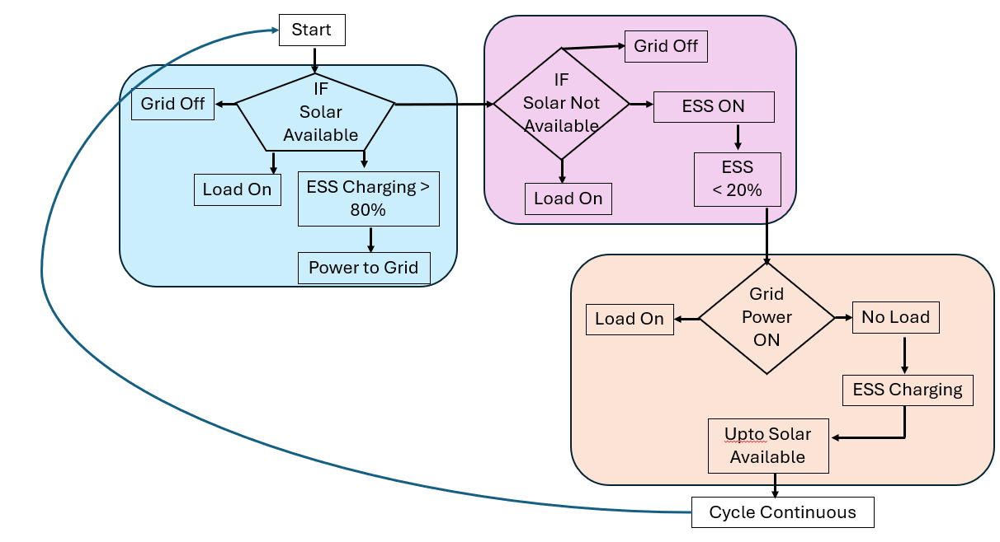 Start
Grid Off
IF
Solar
Available
Load On
ESS Charging >
80%
Power to Grid
IF
Solar Not
Available
Grid Off
ESS ON
ESS
< 20%
Load On
Grid
Power
ON
Load On
No Load
ESS Charging
Upto Solar
Available
Cycle Continuous